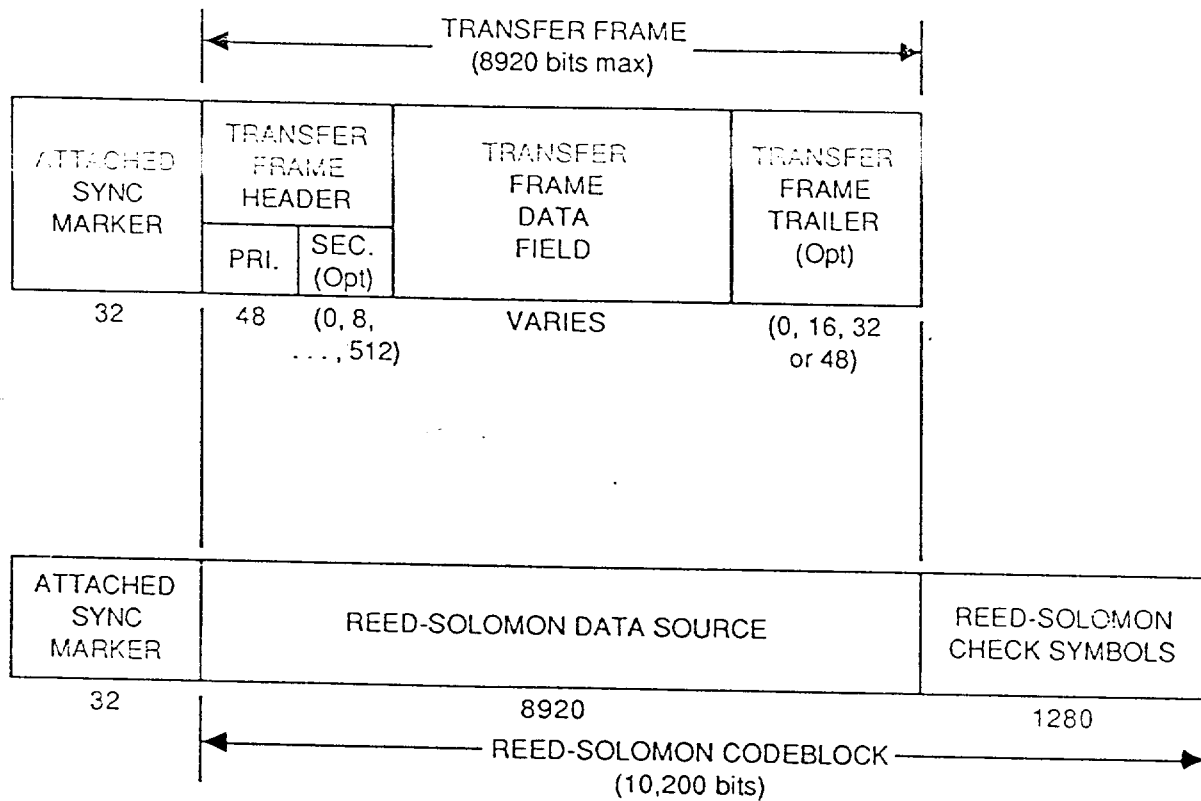 TRANSFER FRAME
(8920 bits max)
ATTACHED
SYNC
MARKER
TRANSFER
FRAME
HEADER
PRI.
SEC.
(Opt)
TRANSFER
FRAME
DATA
FIELD
TRANSFER
FRAME
TRAILER
(Opt)
32
48
(0, 8,
. . . , 512)
VARIES
(0, 16, 32
or 48)
ATTACHED
SYNC
MARKER
REED-SOLOMON DATA SOURCE
REED-SOLOMON
CHECK SYMBOLS
32
8920
1280
REED-SOLOMON CODEBLOCK
(10,200 bits)